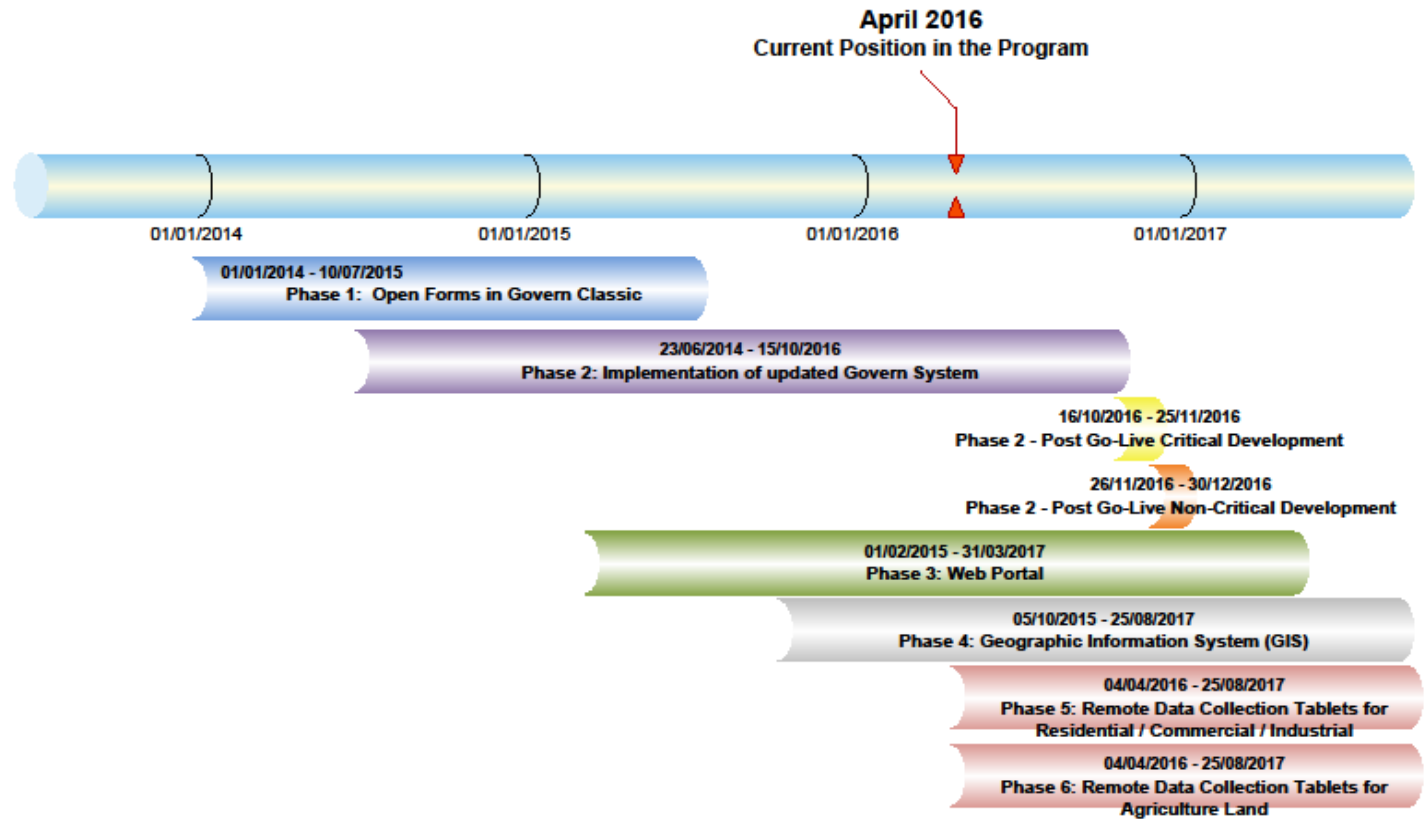 April 2016
Current Position in the Program
01/01/2014
01/01/2015
01/01/2016
01/01/2017
01/01/2014 - 10/07/2015
Phase 1:  Open Forms in Govern Classic
23/06/2014 - 15/10/2016
Phase 2: Implementation of updated Govern System
16/10/2016 - 25/11/2016
Phase 2 - Post Go-Live Critical Development
26/11/2016 - 30/12/2016
Phase 2 - Post Go-Live Non-Critical Development
01/02/2015 - 31/03/2017
Phase 3: Web Portal
05/10/2015 - 25/08/2017
Phase 4: Geographic Information System (GIS)
04/04/2016 - 25/08/2017
Phase 5: Remote Data Collection Tablets for
Residential / Commercial / Industrial
04/04/2016 - 25/08/2017
Phase 6: Remote Data Collection Tablets for
Agriculture Land